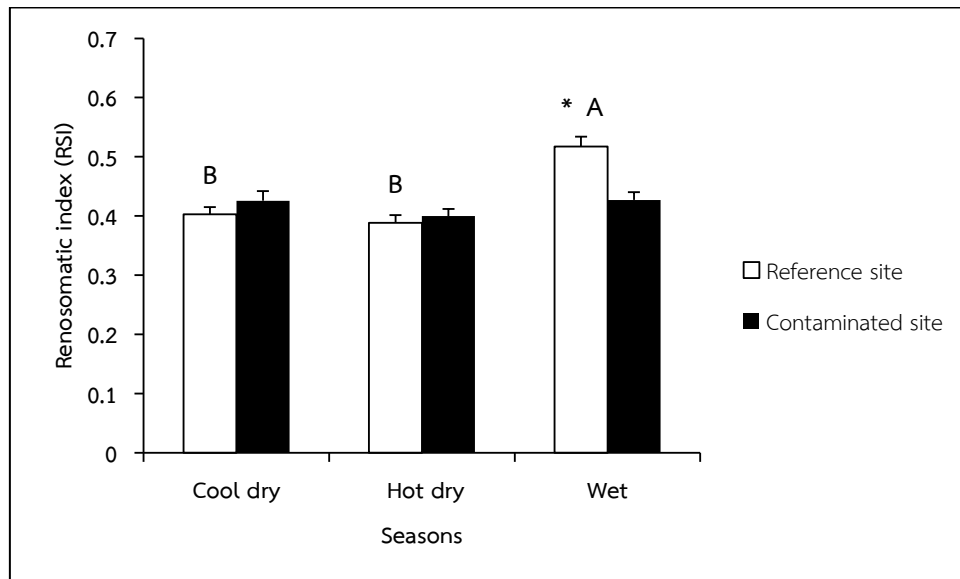 Renosomatic index (RSI)
0.7
0.6
0.5
0.4
0.3
0.2
0.1
0
B
B
* A
Cool dry
Hot dry
Wet
Seasons
Reference site
Contaminated site